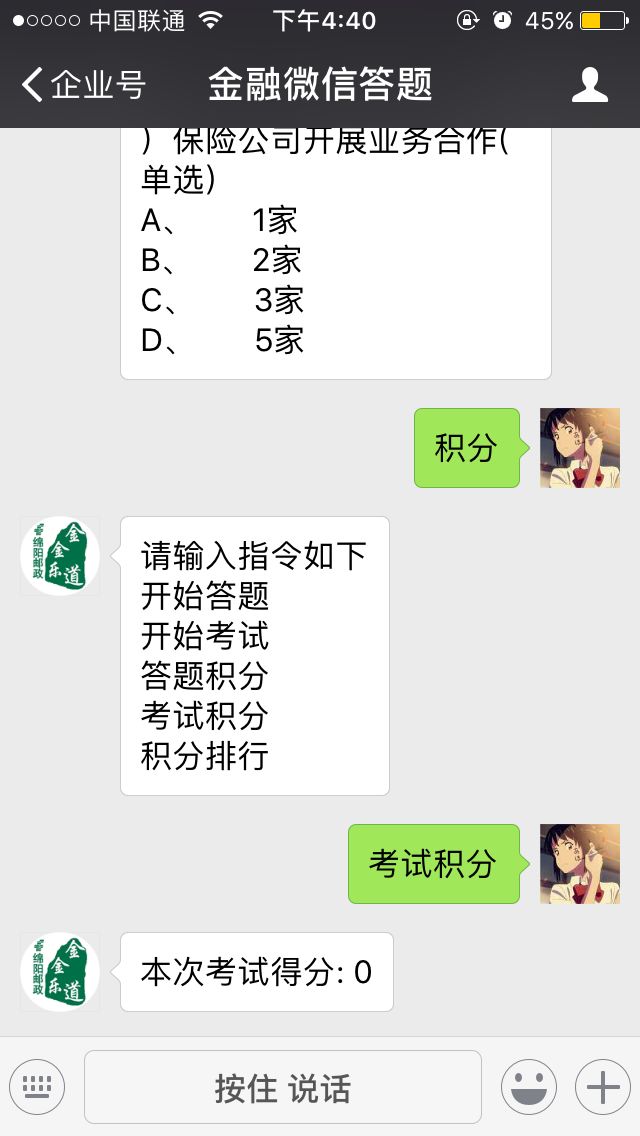 中国联通 下午4:40 45%
企业号 金融微信答题
）保险公司开展业务合作(
单选)
A、 1家
B、 2家
C、 3家
D、 5家
积分
绵阳邮政 金金乐道
请输入指令如下
开始答题
开始考试
答题积分
考试积分
积分排行
考试积分
绵阳邮政 金金乐道
本次考试得分: 0
按住 说话